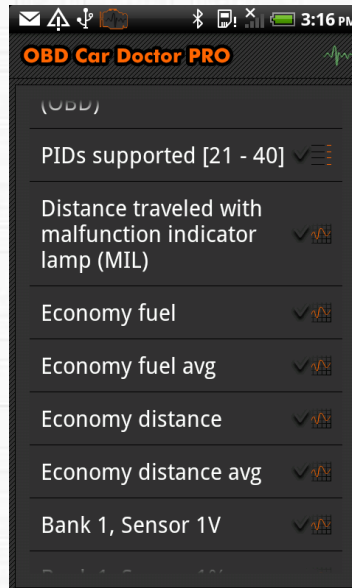 3:16 PM
OBD Car Doctor PRO
(OBD)
PIDs supported [21 - 40]
Distance traveled with
malfunction indicator
lamp (MIL)
Economy fuel
Economy fuel avg
Economy distance
Economy distance avg
Bank 1, Sensor 1V